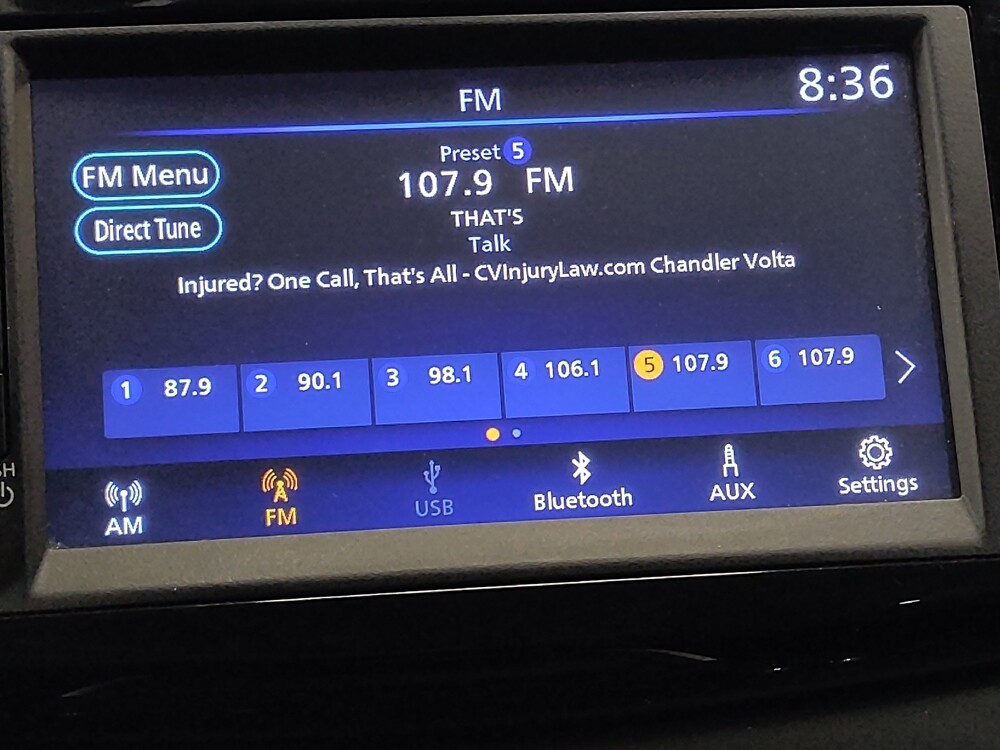 FM
8:36
FM Menu
Direct Tune
Preset 5
107.9 FM
THAT'S
Talk
Injured? One Call, That's All - CVInjuryLaw.com Chandler Volta
1 87.9 2 90.1 3 98.1 4 106.1 5 107.9 6 107.9
AM FM USB Bluetooth AUX Settings